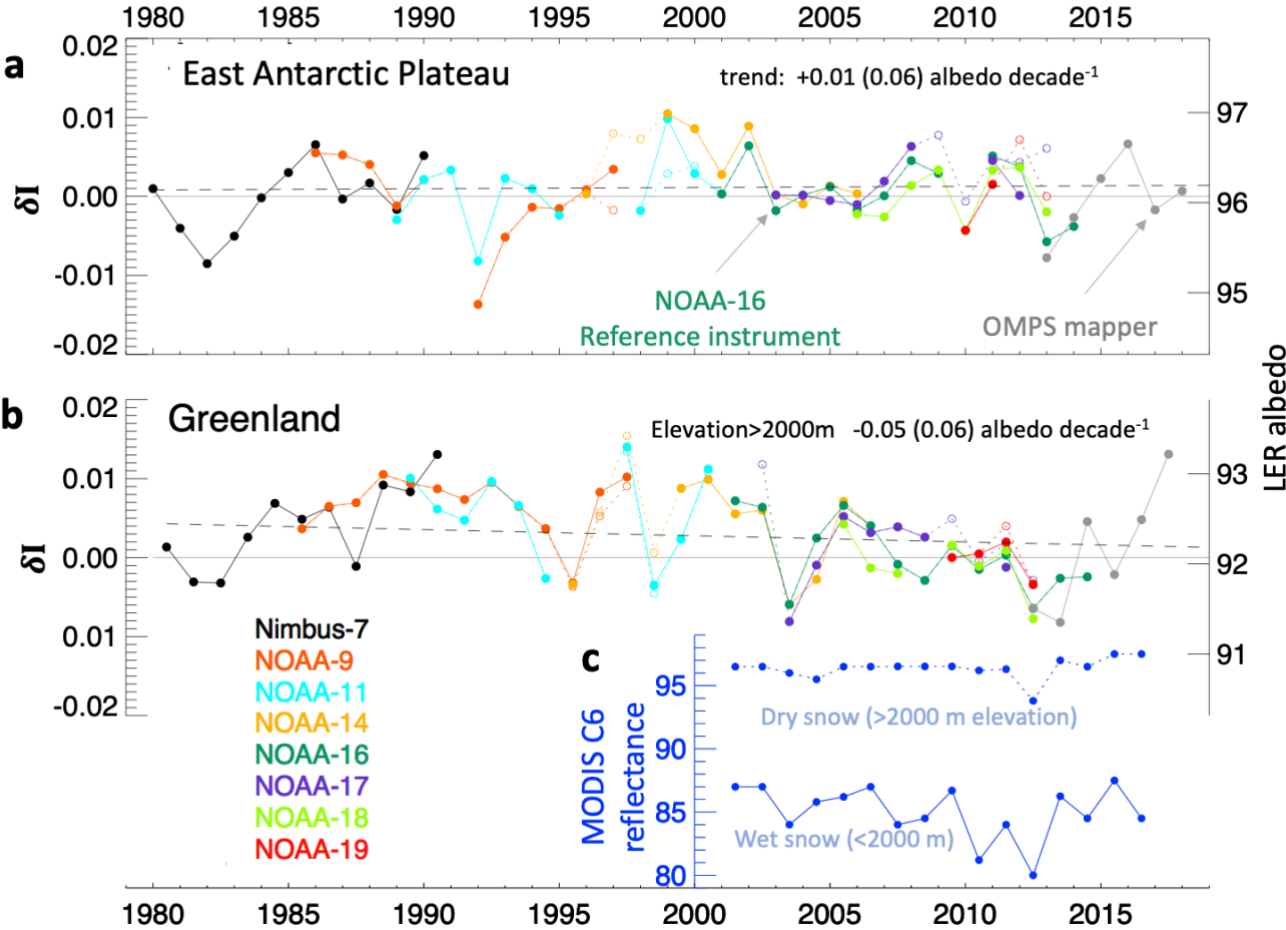 1980 1985 1990 1995 2000 2005 2010 2015
a
East Antarctic Plateau
trend: +0.01 (0.06) albedo decade⁻¹
0.02
0.01
0.00
-0.01
-0.02
δI
97
96
95
NOAA-16
Reference instrument
OMPS mapper
b
Greenland
Elevation>2000m -0.05 (0.06) albedo decade⁻¹
0.02
0.01
0.00
0.01
-0.02
δI
LER albedo
93
92
91
Nimbus-7
NOAA-9
NOAA-11
NOAA-14
NOAA-16
NOAA-17
NOAA-18
NOAA-19
c
MODIS C6
reflectance
95
90
85
80
Dry snow (>2000 m elevation)
Wet snow (<2000 m)
1980 1985 1990 1995 2000 2005 2010 2015